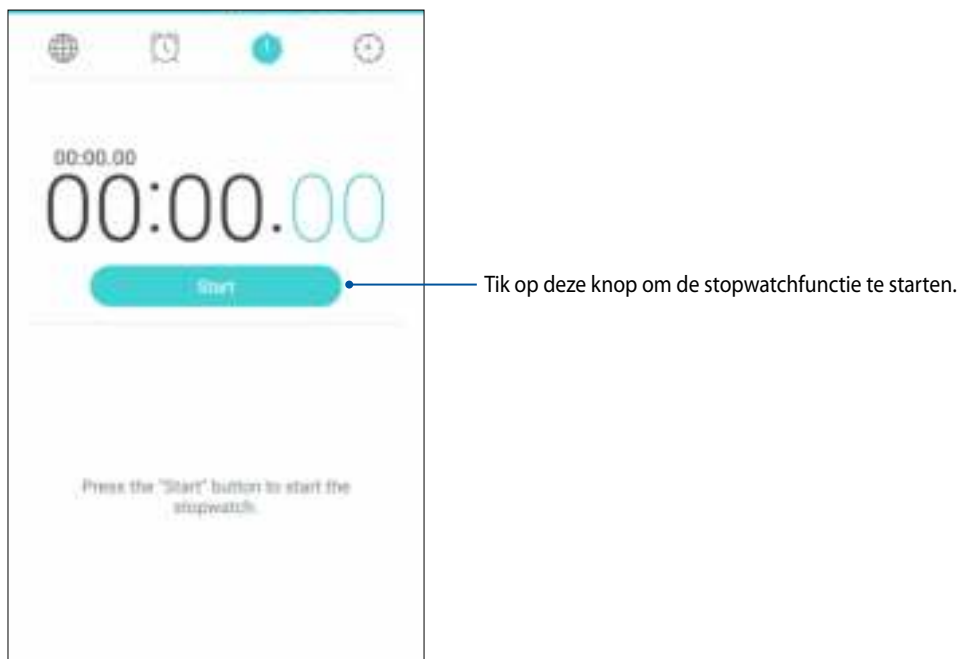 00:00.00
00:00.00
Start
Tik op deze knop om de stopwatchfunctie te starten.
Press the "Start" button to start the
stopwatch.